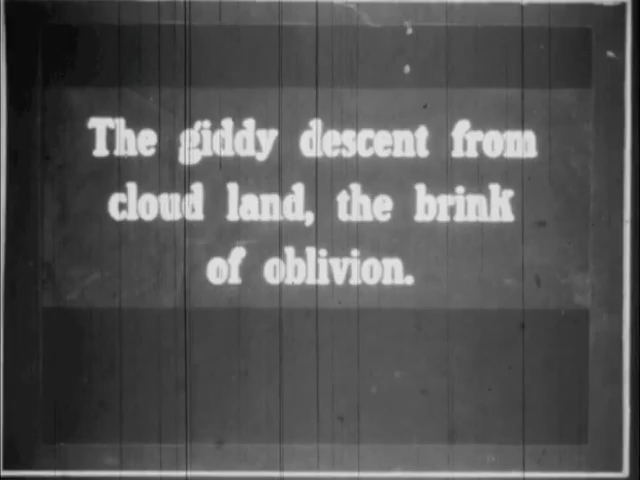 The giddy descent from
cloud land, the brink
of oblivion.